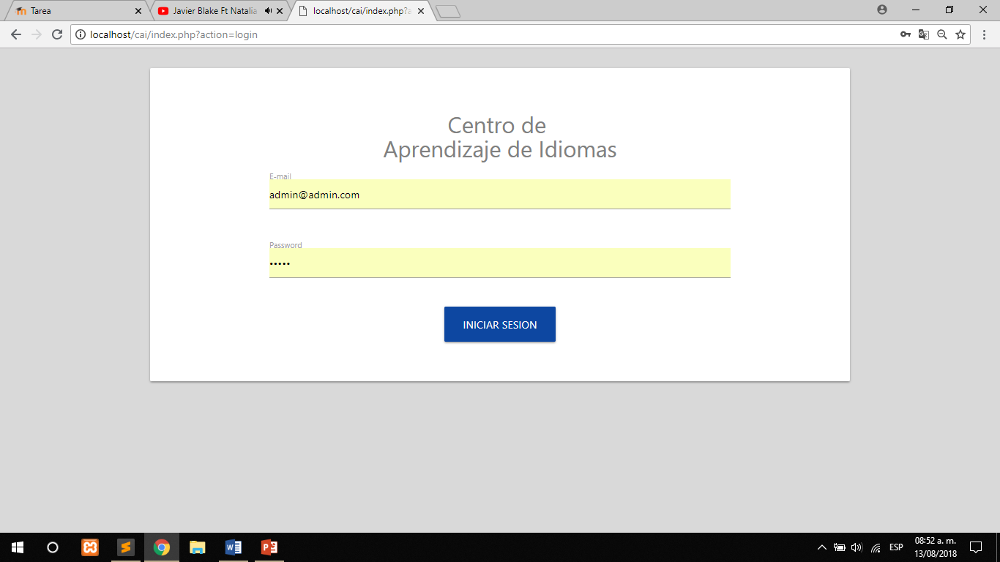 Tarea
Javier Blake Ft Natalia
localhost/cai/index.php?a
localhost/cai/index.php?action=login
Centro de
Aprendizaje de Idiomas
E-mail
admin@admin.com
Password
•••••
INICIAR SESION
ESP
08:52 a. m.
13/08/2018